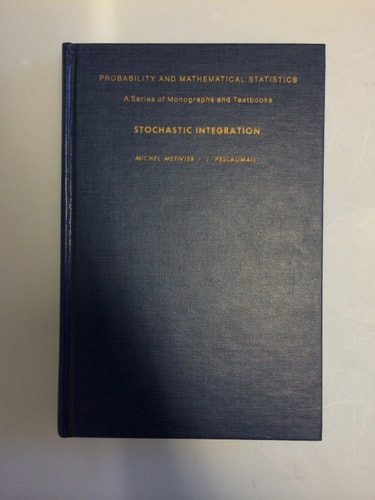 PROBABILITY AND MATHEMATICAL STATISTICS
A Series of Monographs and Textbooks
STOCHASTIC INTEGRATION
MICHEL METIVIER / J. PELLAUMAIL